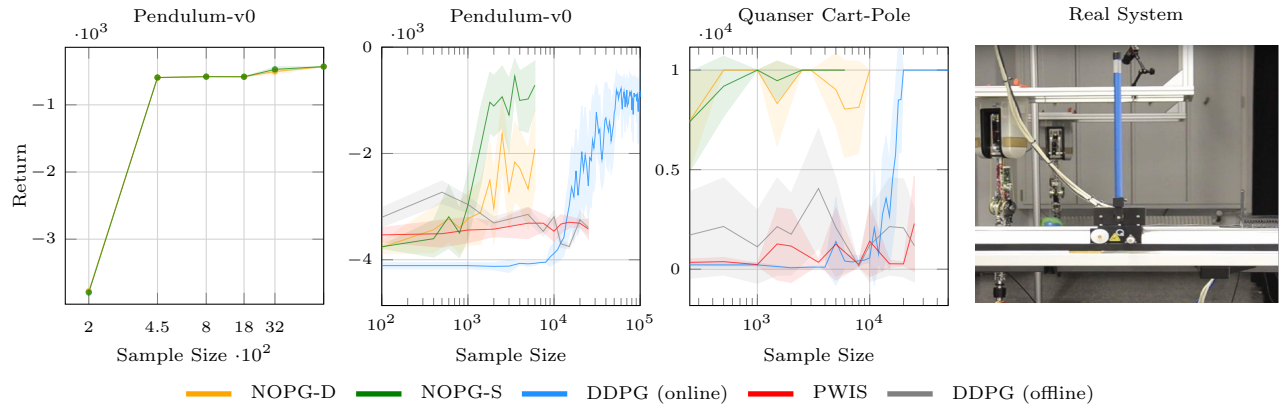 Pendulum-v0
·10³
Return
−1
−2
−3
2
4.5
8
18
32
Sample Size ·10²
Pendulum-v0
·10³
0
−2
−4
10²
10³
10⁴
10⁵
Sample Size
Quanser Cart-Pole
·10⁴
1
0.5
0
10³
10⁴
Sample Size
Real System
NOPG-D
NOPG-S
DDPG (online)
PWIS
DDPG (offline)